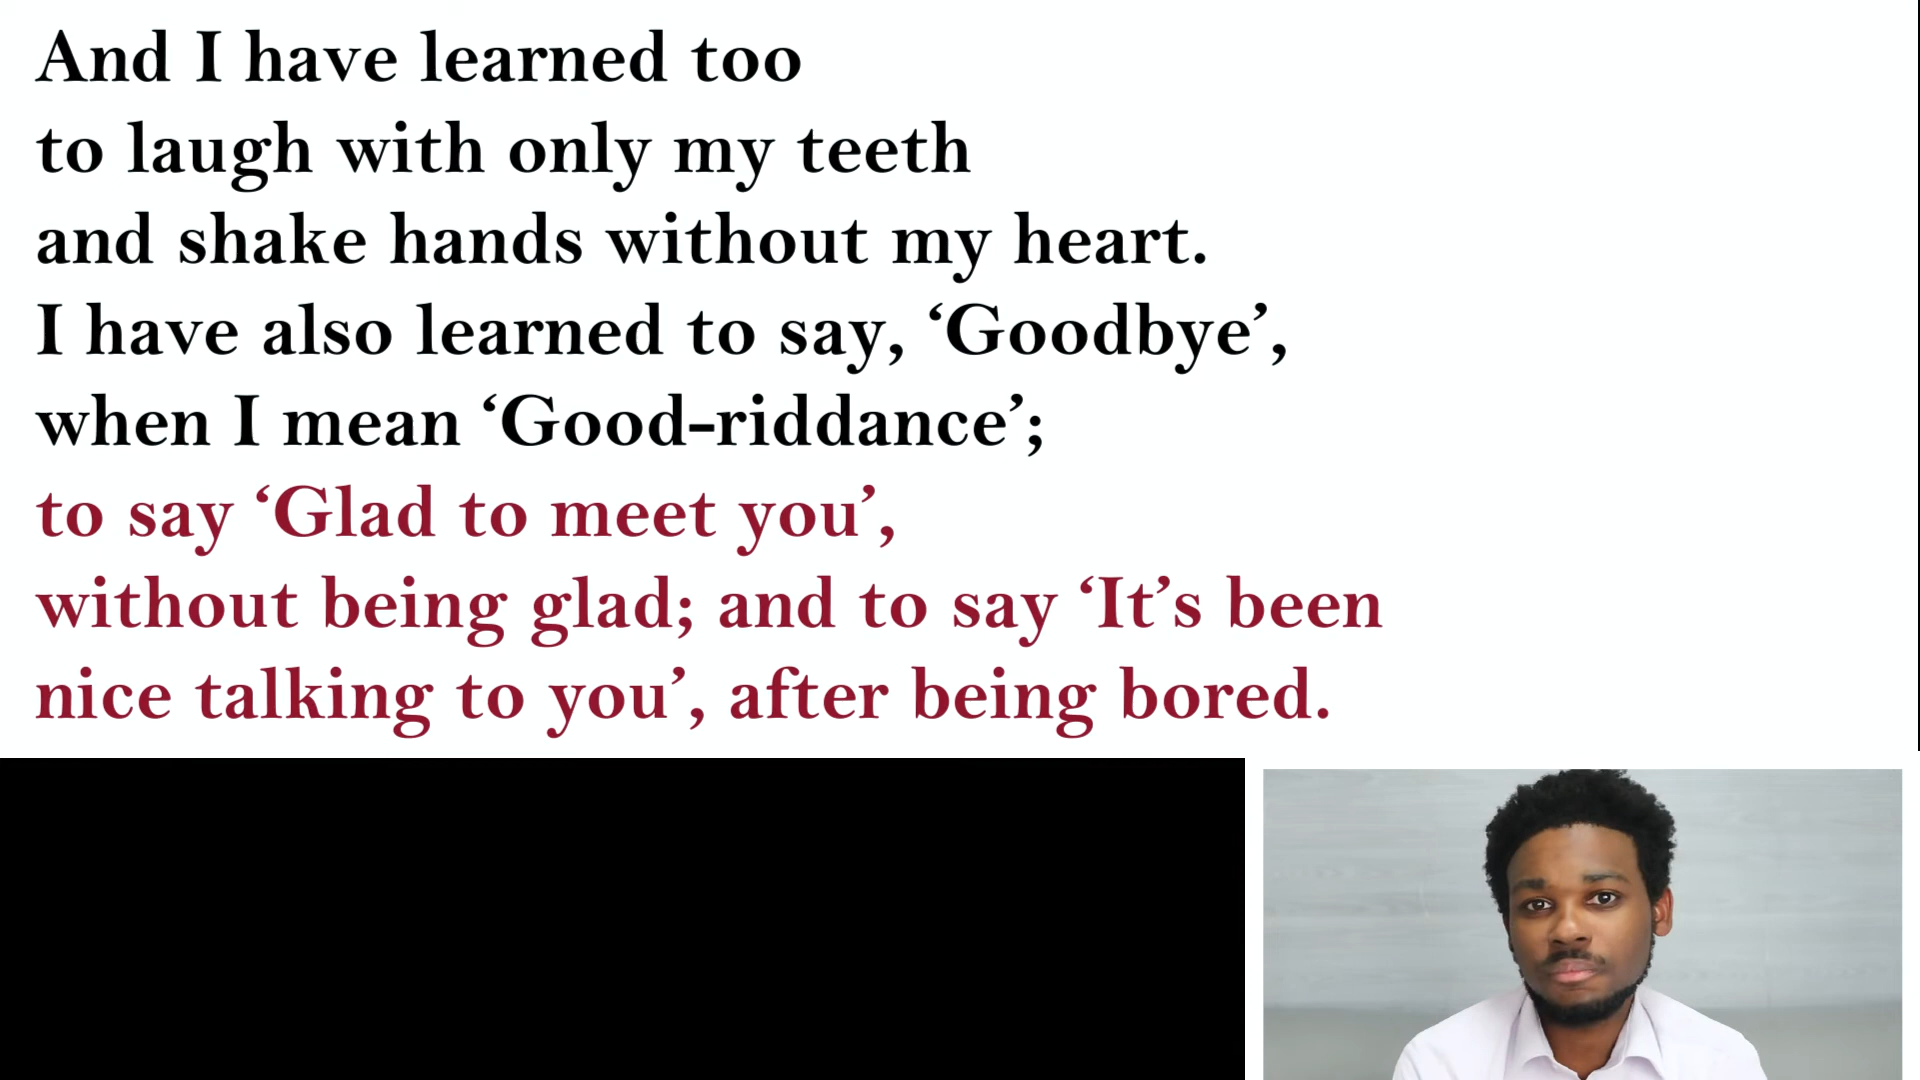 And I have learned too
to laugh with only my teeth
and shake hands without my heart.
I have also learned to say, ‘Goodbye’,
when I mean ‘Good-riddance’;
to say ‘Glad to meet you’,
without being glad; and to say ‘It’s been
nice talking to you’, after being bored.